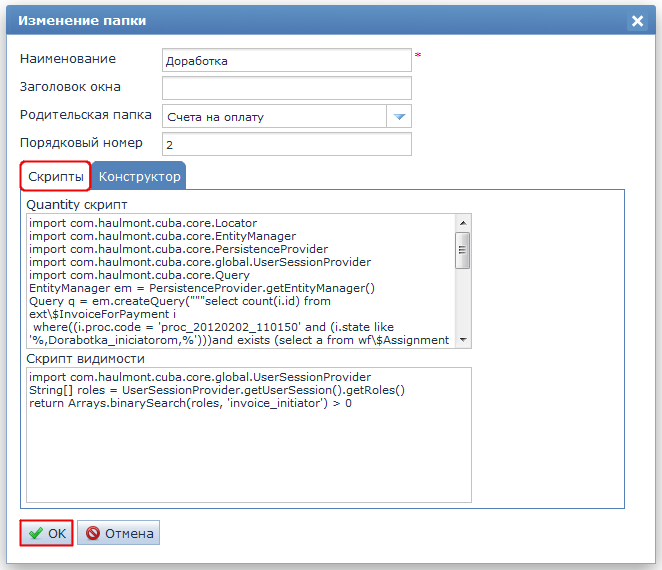 Изменение папки
Наименование Доработка *
Заголовок окна
Родительская папка Счета на оплату
Порядковый номер 2
Скрипты Конструктор
Quantity скрипт
import com.haulmont.cuba.core.Locator
import com.haulmont.cuba.core.EntityManager
import com.haulmont.cuba.core.PersistenceProvider
import com.haulmont.cuba.core.global.UserSessionProvider
import com.haulmont.cuba.core.Query
EntityManager em = PersistenceProvider.getEntityManager()
Query q = em.createQuery("""select count(i.id) from
ext\$InvoiceForPayment i
where((i.proc.code = 'proc_20120202_110150' and (i.state like
'%,Dorabotka_iniciatorom,%')))and exists (select a from wf\$Assignment
Скрипт видимости
import com.haulmont.cuba.core.global.UserSessionProvider
String[] roles = UserSessionProvider.getUserSession().getRoles()
return Arrays.binarySearch(roles, 'invoice_initiator') > 0
OK Отмена